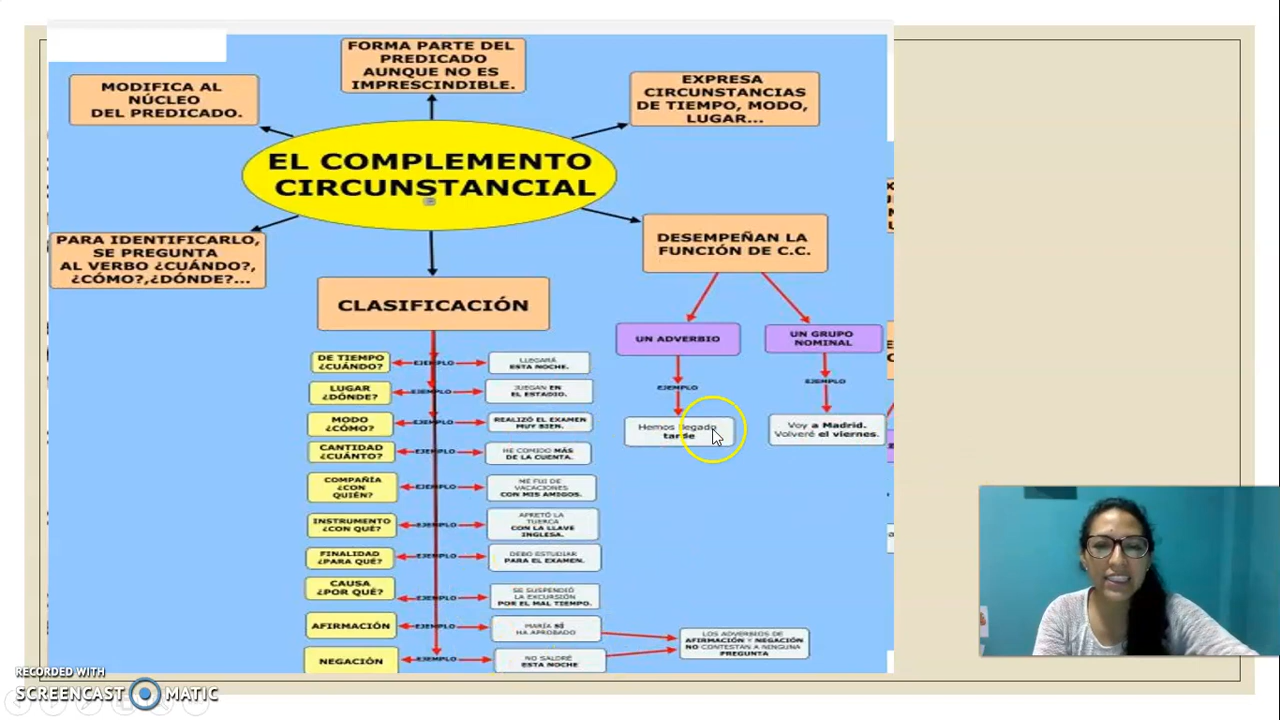 FORMA PARTE DEL
PREDICADO
AUNQUE NO ES
IMPRESCINDIBLE.
MODIFICA AL
NÚCLEO
DEL PREDICADO.
EXPRESA
CIRCUNSTANCIAS
DE TIEMPO, MODO,
LUGAR...
EL COMPLEMENTO
CIRCUNSTANCIAL
PARA IDENTIFICARLO,
SE PREGUNTA
AL VERBO ¿CUÁNDO?,
¿CÓMO?,¿DÓNDE?...
DESEMPEÑAN LA
FUNCIÓN DE C.C.
CLASIFICACIÓN
UN ADVERBIO
UN GRUPO
NOMINAL
EJEMPLO
EJEMPLO
Hemos llegado
tarde
Voy a Madrid.
Volveré el viernes.
DE TIEMPO
¿CUÁNDO?
EJEMPLO
LLEGARÁ
ESTA NOCHE.
LUGAR
¿DÓNDE?
EJEMPLO
JUEGAN EN
EL ESTADIO.
MODO
¿CÓMO?
EJEMPLO
REALIZÓ EL EXAMEN
MUY BIEN.
CANTIDAD
¿CUÁNTO?
EJEMPLO
HE COMIDO MÁS
DE LA CUENTA.
COMPAÑÍA
¿CON
QUIÉN?
EJEMPLO
ME FUI DE
VACACIONES
CON MIS AMIGOS.
INSTRUMENTO
¿CON QUÉ?
EJEMPLO
APRETÓ LA
TUERCA
CON LA LLAVE
INGLESA.
FINALIDAD
¿PARA QUÉ?
EJEMPLO
DEBO ESTUDIAR
PARA EL EXAMEN.
CAUSA
¿POR QUÉ?
EJEMPLO
SE SUSPENDIÓ
LA EXCURSIÓN
POR EL MAL TIEMPO.
AFIRMACIÓN
EJEMPLO
MARÍA SÍ
HA APROBADO
NEGACIÓN
EJEMPLO
NO SALDRÉ
ESTA NOCHE
LOS ADVERBIOS DE
AFIRMACIÓN Y NEGACIÓN
NO CONTESTAN A NINGUNA
PREGUNTA
RECORDED WITH
SCREENCAST MATIC